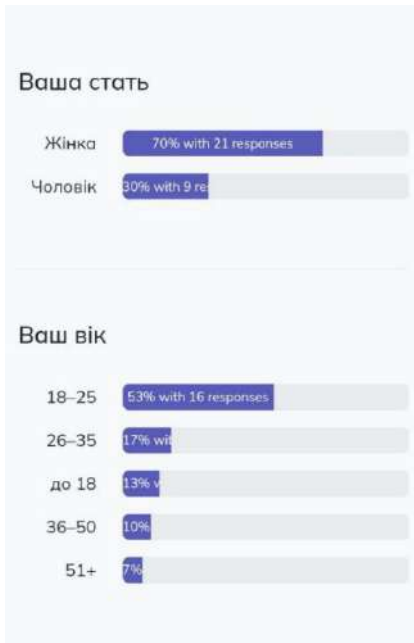 Ваша стать
Жінка 70% with 21 responses
Чоловік 30% with 9
Ваш вік
18–25 53% with 16 responses
26–35 17%
до 18 13%
36–50 10%
51+ 7%